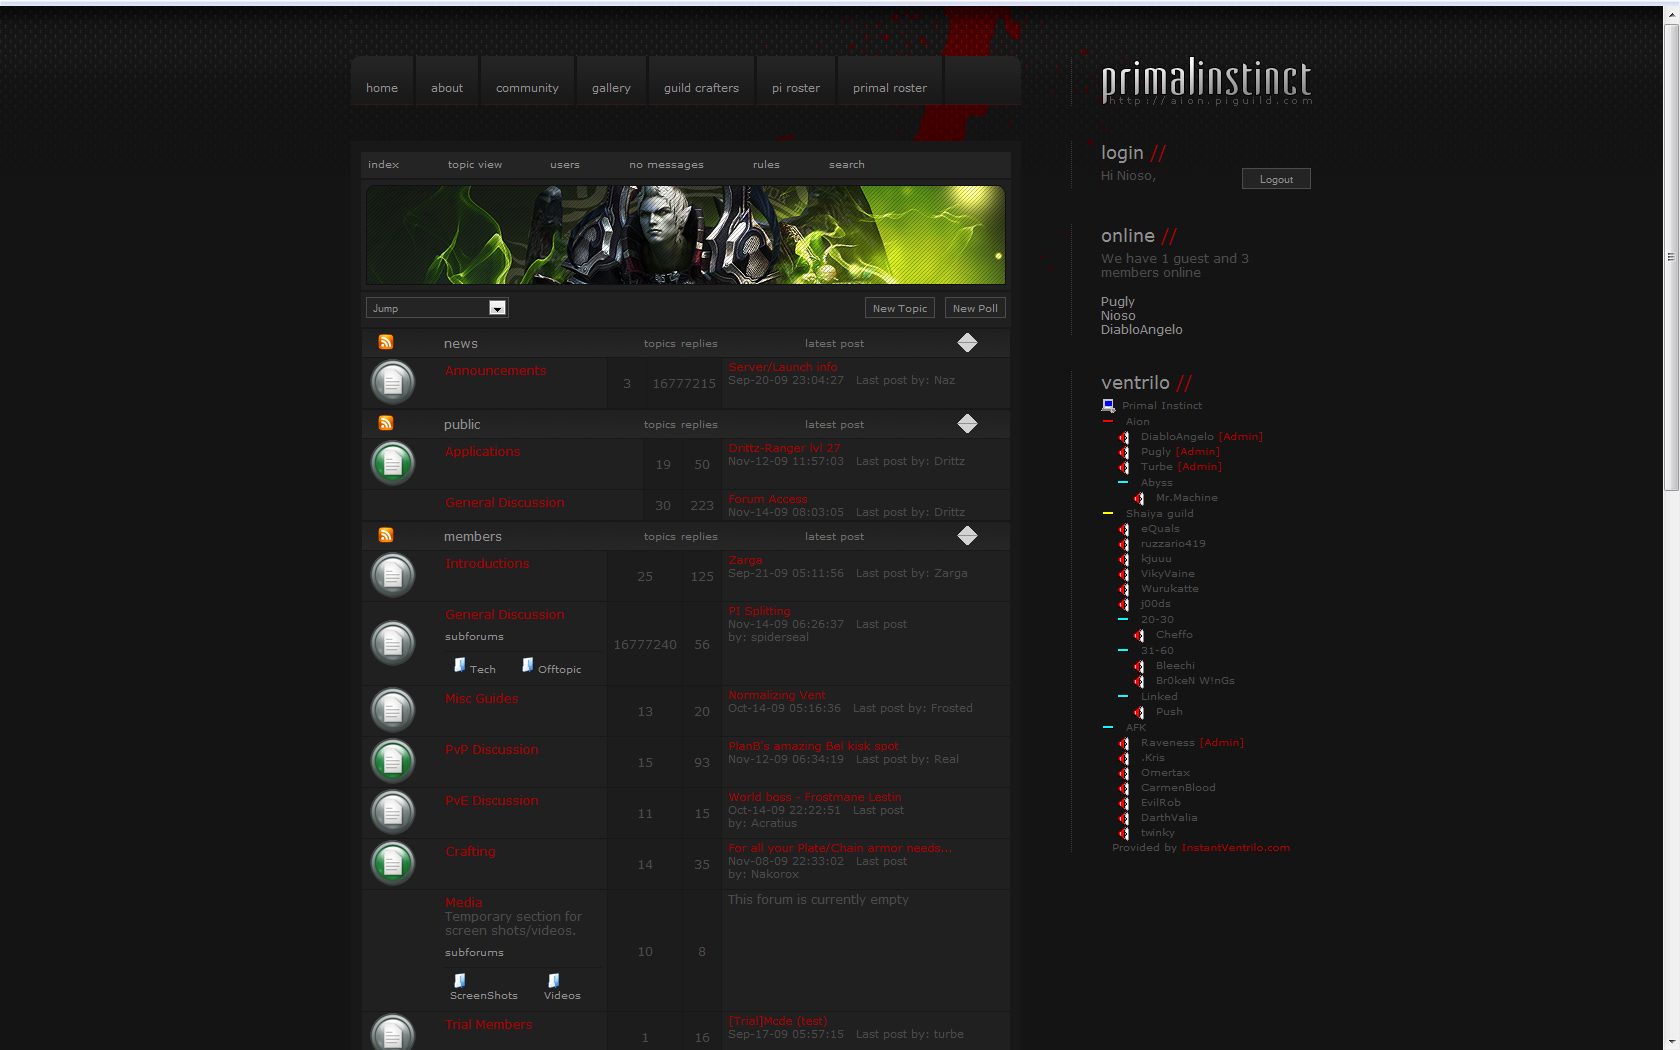 home about community gallery guild crafters pi roster primal roster
primalinstinct
http://aion.piguild.com
index topic view users no messages rules search
Jump New Topic New Poll
news topics replies latest post
Announcements 3 16777215 Server/Launch info
Sep-20-09 23:04:27 Last post by: Naz
public topics replies latest post
Applications 19 50 Drittz-Ranger lvl 27
Nov-12-09 11:57:03 Last post by: Drittz
General Discussion 30 223 Forum Access
Nov-14-09 08:03:05 Last post by: Drittz
members topics replies latest post
Introductions 25 125 Zarga
Sep-21-09 05:11:56 Last post by: Zarga
General Discussion 16777240 56 PI Splitting
Nov-14-09 06:26:37 Last post
by: spiderseal
subforums
Tech Offtopic
Misc Guides 13 20 Normalizing Vent
Oct-14-09 05:16:36 Last post by: Frosted
PvP Discussion 15 93 PlanB's amazing Bel kisk spot
Nov-12-09 06:34:19 Last post by: Real
PvE Discussion 11 15 World boss - Frostmane Lestin
Oct-14-09 22:22:51 Last post
by: Acratius
Crafting 14 35 For all your Plate/Chain armor needs...
Nov-08-09 22:33:02 Last post
by: Nakorox
Media 10 8 This forum is currently empty
Temporary section for
screen shots/videos.
subforums
ScreenShots Videos
Trial Members 1 16 [Trial]Mcde (test)
Sep-17-09 05:57:15 Last post by: turbe
login //
Hi Nioso, Logout
online //
We have 1 guest and 3
members online
Pugly
Nioso
DiabloAngelo
ventrilo //
Primal Instinct
Aion
DiabloAngelo [Admin]
Pugly [Admin]
Turbe [Admin]
Abyss
Mr.Machine
Shaiya guild
eQuals
ruzzario419
kjuuu
VikyVaine
Wurukatte
j00ds
20-30
Cheffo
31-60
Bleechi
Br0keN W!nGs
Linked
Push
AFK
Raveness [Admin]
.Kris
Omertax
CarmenBlood
EvilRob
DarthValia
twinky
Provided by InstantVentrilo.com